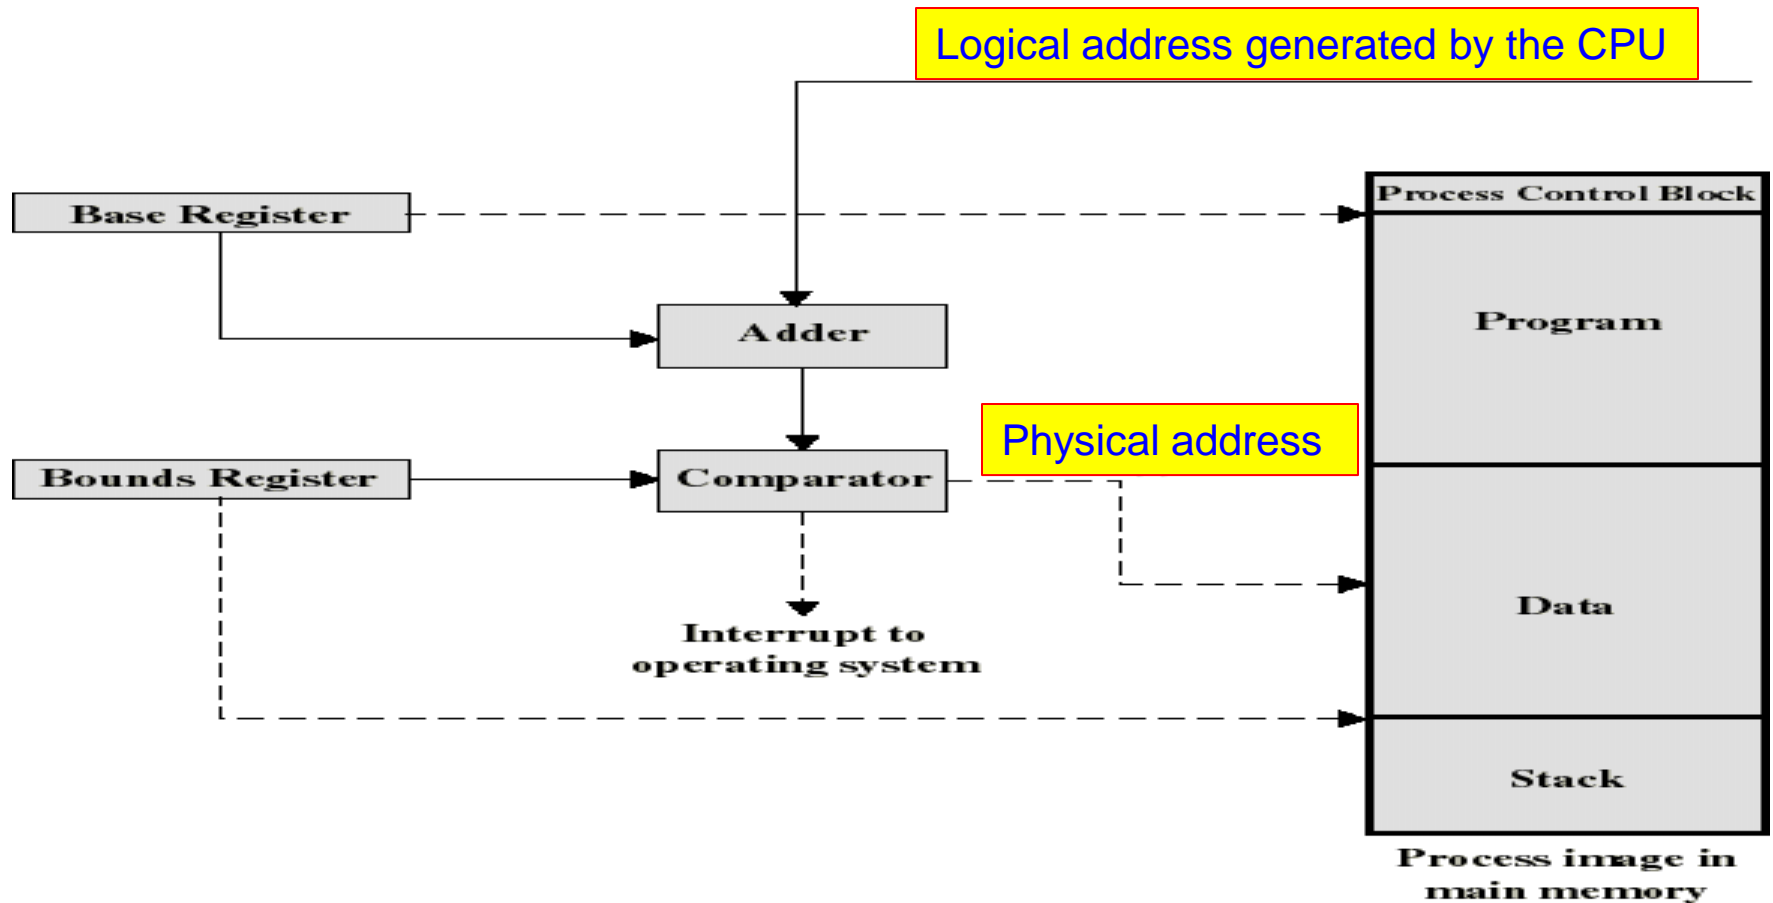 Logical address generated by the CPU
Base Register
Process Control Block
Adder
Program
Physical address
Bounds Register
Comparator
Data
Interrupt to
operating system
Stack
Process image in
main memory